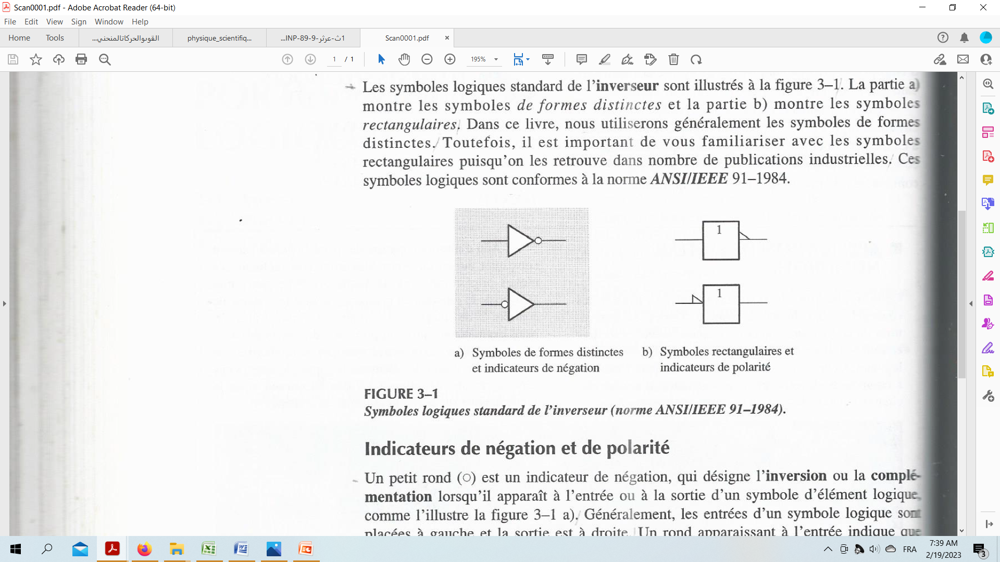 Scan0001.pdf - Adobe Acrobat Reader (64-bit)
File Edit View Sign Window Help
Home Tools القوىوالحركاتالمنحني... physique_scientifiq... 1ث-عرثر-9-89-INP... Scan0001.pdf
1 / 1 195%
Les symboles logiques standard de l'inverseur sont illustrés à la figure 3–1. La partie a)
montre les symboles de formes distinctes et la partie b) montre les symboles
rectangulaires. Dans ce livre, nous utiliserons généralement les symboles de formes
distinctes. Toutefois, il est important de vous familiariser avec les symboles
rectangulaires puisqu'on les retrouve dans nombre de publications industrielles. Ces
symboles logiques sont conformes à la norme ANSI/IEEE 91–1984.
1
1
a) Symboles de formes distinctes
et indicateurs de négation
b) Symboles rectangulaires et
indicateurs de polarité
FIGURE 3–1
Symboles logiques standard de l'inverseur (norme ANSI/IEEE 91–1984).
Indicateurs de négation et de polarité
Un petit rond (○) est un indicateur de négation, qui désigne l'inversion ou la complé-
mentation lorsqu'il apparaît à l'entrée ou à la sortie d'un symbole d'élément logique,
comme l'illustre la figure 3–1 a). Généralement, les entrées d'un symbole logique sont
placées à gauche et la sortie est à droite. Un rond apparaissant à l'entrée indique que
FRA
7:39 AM
2/19/2023
3